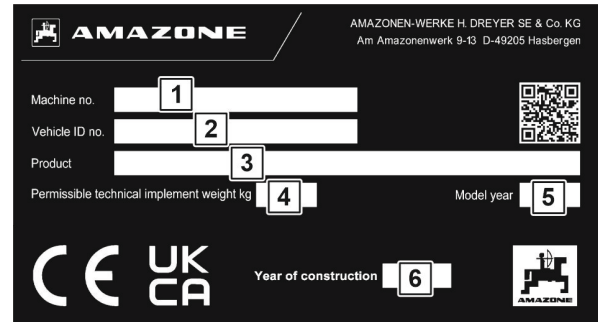 AMAZONE
AMAZONEN-WERKE H. DREYER SE & Co. KG
Am Amazonenwerk 9-13 D-49205 Hasbergen
Machine no. 1
Vehicle ID no. 2
Product 3
Permissible technical implement weight kg 4
Model year 5
CE UK CA
Year of construction 6
AMAZONE